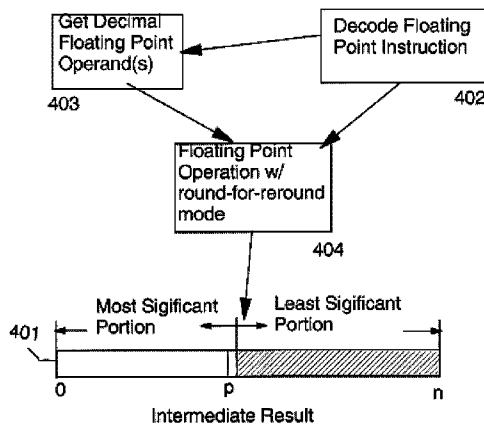 Get Decimal
Floating Point
Operand(s)
403
Decode Floating
Point Instruction
402
Floating Point
Operation w/
round-for-reround
mode
404
Most Sigificant
Portion
Least Sigificant
Portion
401
0
p
n
Intermediate Result